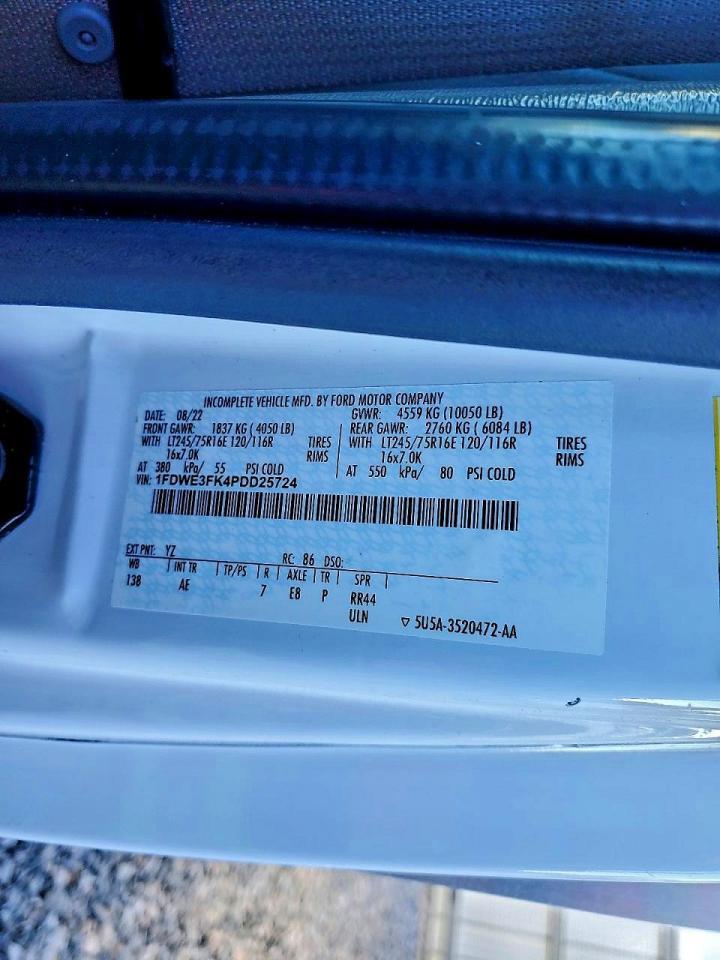 INCOMPLETE VEHICLE MFD. BY FORD MOTOR COMPANY
DATE: 08/22 GVWR: 4559 KG (10050 LB)
FRONT GAWR: 1837 KG (4050 LB) REAR GAWR: 2760 KG (6084 LB)
WITH LT245/75R16E 120/116R TIRES WITH LT245/75R16E 120/116R TIRES
16x7.0K RIMS 16x7.0K RIMS
AT 380 kPa/ 55 PSI COLD AT 550 kPa/ 80 PSI COLD
VIN: 1FDWE3FK4PDD25724
EXT PNT: YZ RC: 86 DSO:
WB INT TR TP/PS R AXLE TR SPR
138 AE 7 E8 P RR44
ULN ▽ 5U5A-3520472-AA